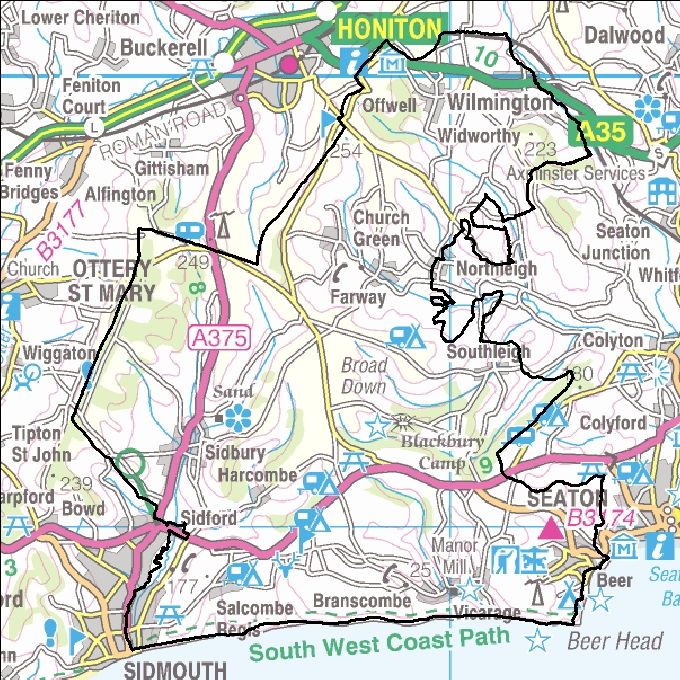 Lower Cheriton
HONITON
Dalwood
Buckerell
10
Feniton
Court
Offwell
Wilmington
A35
ROMAN ROAD
Widworthy
254
223
Fenny
Bridges
Gittisham
Axminster Services
Alfington
B3177
Church
Green
Seaton
Junction
Church
OTTERY
ST MARY
249
8
Northleigh
Whitf
Farway
A375
Wiggaton
Broad
Down
Southleigh
Colyton
80
Sand
Tipton
St John
Sidbury
Blackbury
Camp
9
Colyford
Harcombe
239
arpford
Bowd
SEATON
B3174
Sidford
3
177
Manor
Mill
25
Beer
Seat
Ba
ord
Salcombe
Regis
Branscombe
Vicarage
South West Coast Path
Beer Head
nn
SIDMOUTH